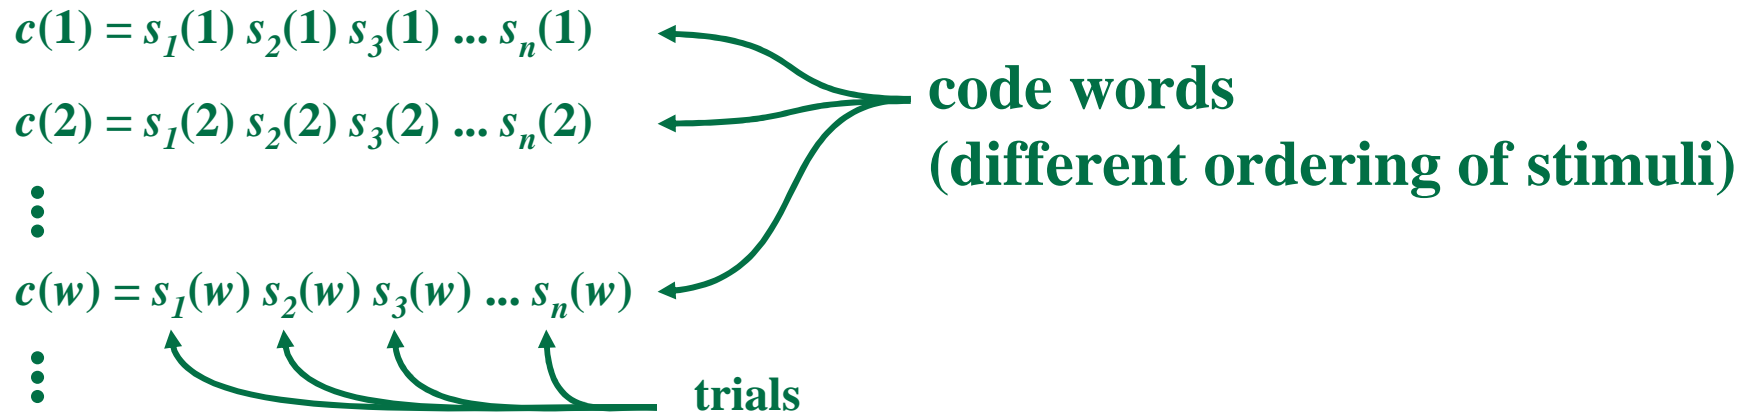 c(1) = s₁(1) s₂(1) s₃(1) ... sₙ(1)
code words
c(2) = s₁(2) s₂(2) s₃(2) ... sₙ(2)
(different ordering of stimuli)
c(w) = s₁(w) s₂(w) s₃(w) ... sₙ(w)
trials